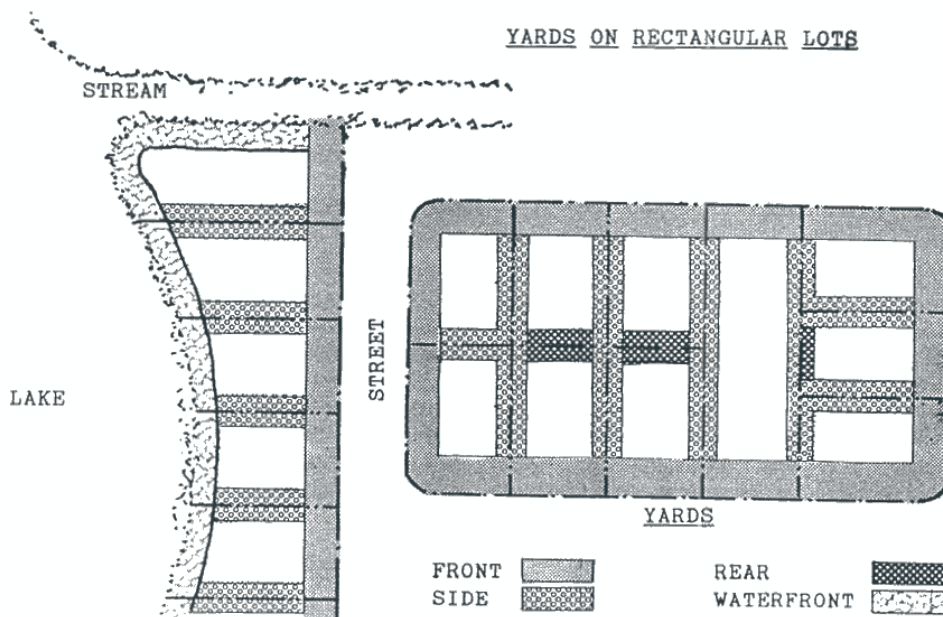 YARDS ON RECTANGULAR LOTS
STREAM
LAKE
STREET
YARDS
FRONT
REAR
SIDE
WATERFRONT